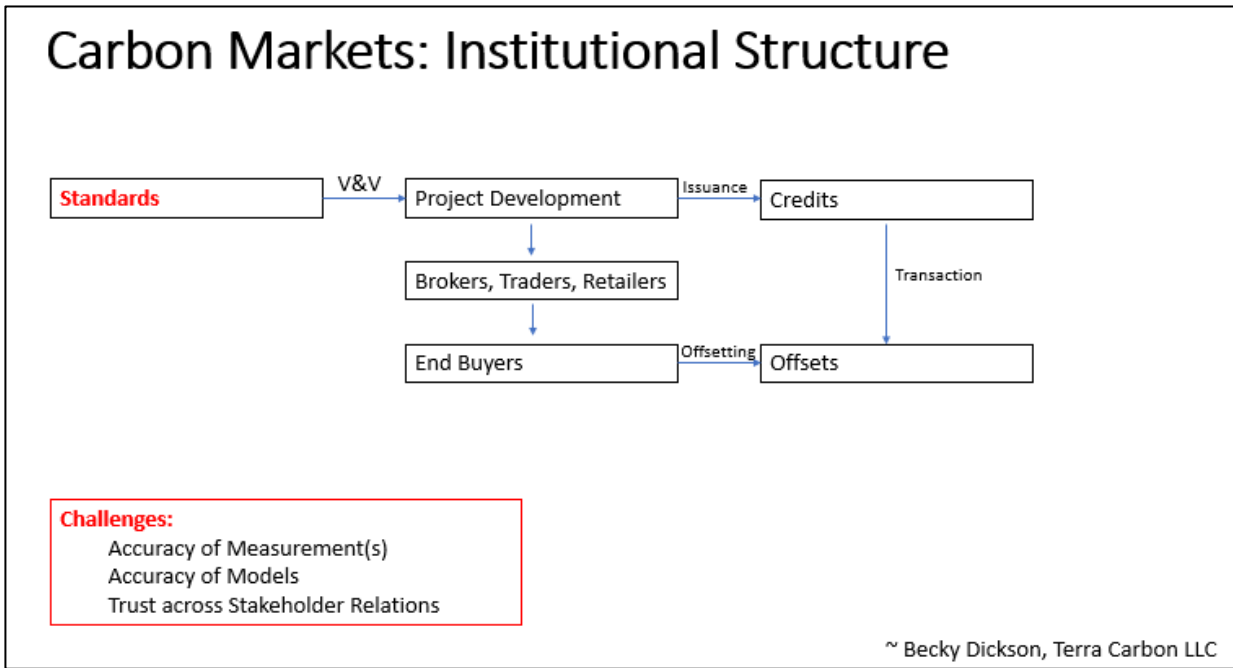 Carbon Markets: Institutional Structure
Standards
V&V
Project Development
Issuance
Credits
Brokers, Traders, Retailers
Transaction
End Buyers
Offsetting
Offsets
Challenges:
Accuracy of Measurement(s)
Accuracy of Models
Trust across Stakeholder Relations
~ Becky Dickson, Terra Carbon LLC